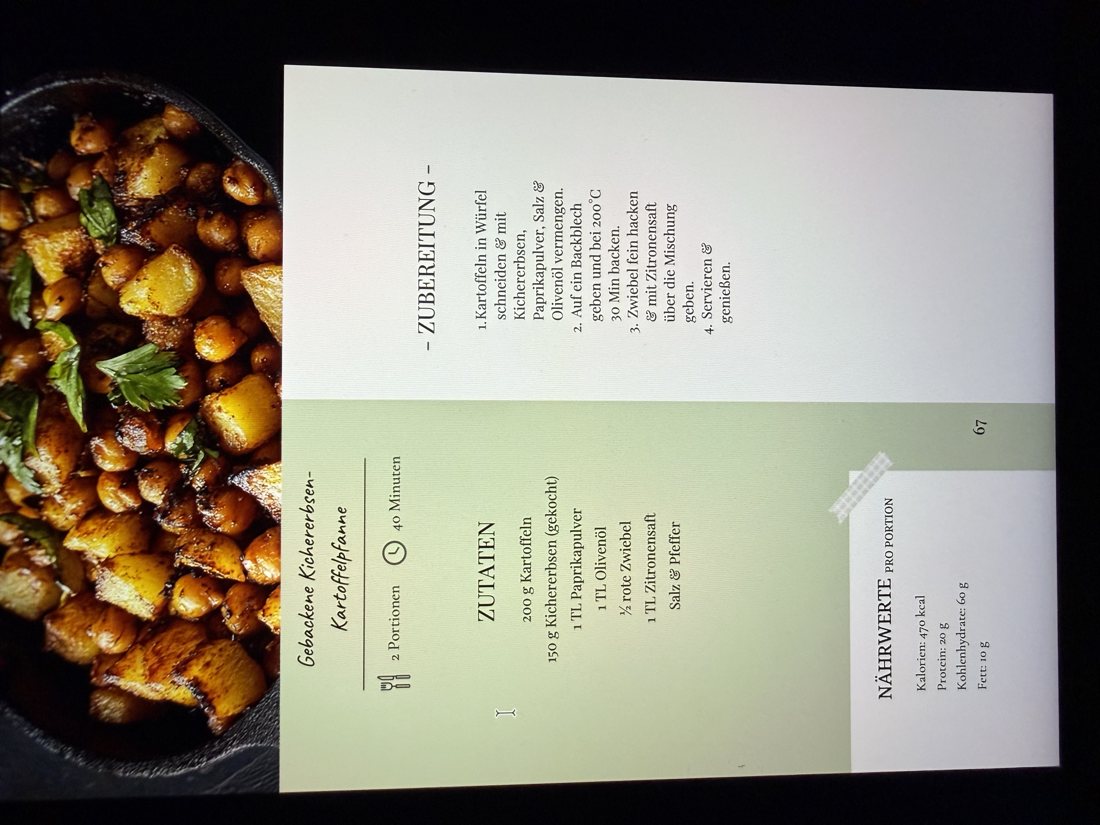 Gebackene Kichererbsen-
Kartoffelpfanne
2 Portionen 40 Minuten
ZUTATEN
200 g Kartoffeln
150 g Kichererbsen (gekocht)
1 TL Paprikapulver
1 TL Olivenöl
½ rote Zwiebel
1 TL Zitronensaft
Salz & Pfeffer
NÄHRWERTE PRO PORTION
Kalorien: 470 kcal
Protein: 20 g
Kohlenhydrate: 60 g
Fett: 10 g
– ZUBEREITUNG –
1. Kartoffeln in Würfel
schneiden & mit
Kichererbsen,
Paprikapulver, Salz &
Olivenöl vermengen.
2. Auf ein Backblech
geben und bei 200°C
30 Min backen.
3. Zwiebel fein hacken
& mit Zitronensaft
über die Mischung
geben.
4. Servieren &
genießen.
67